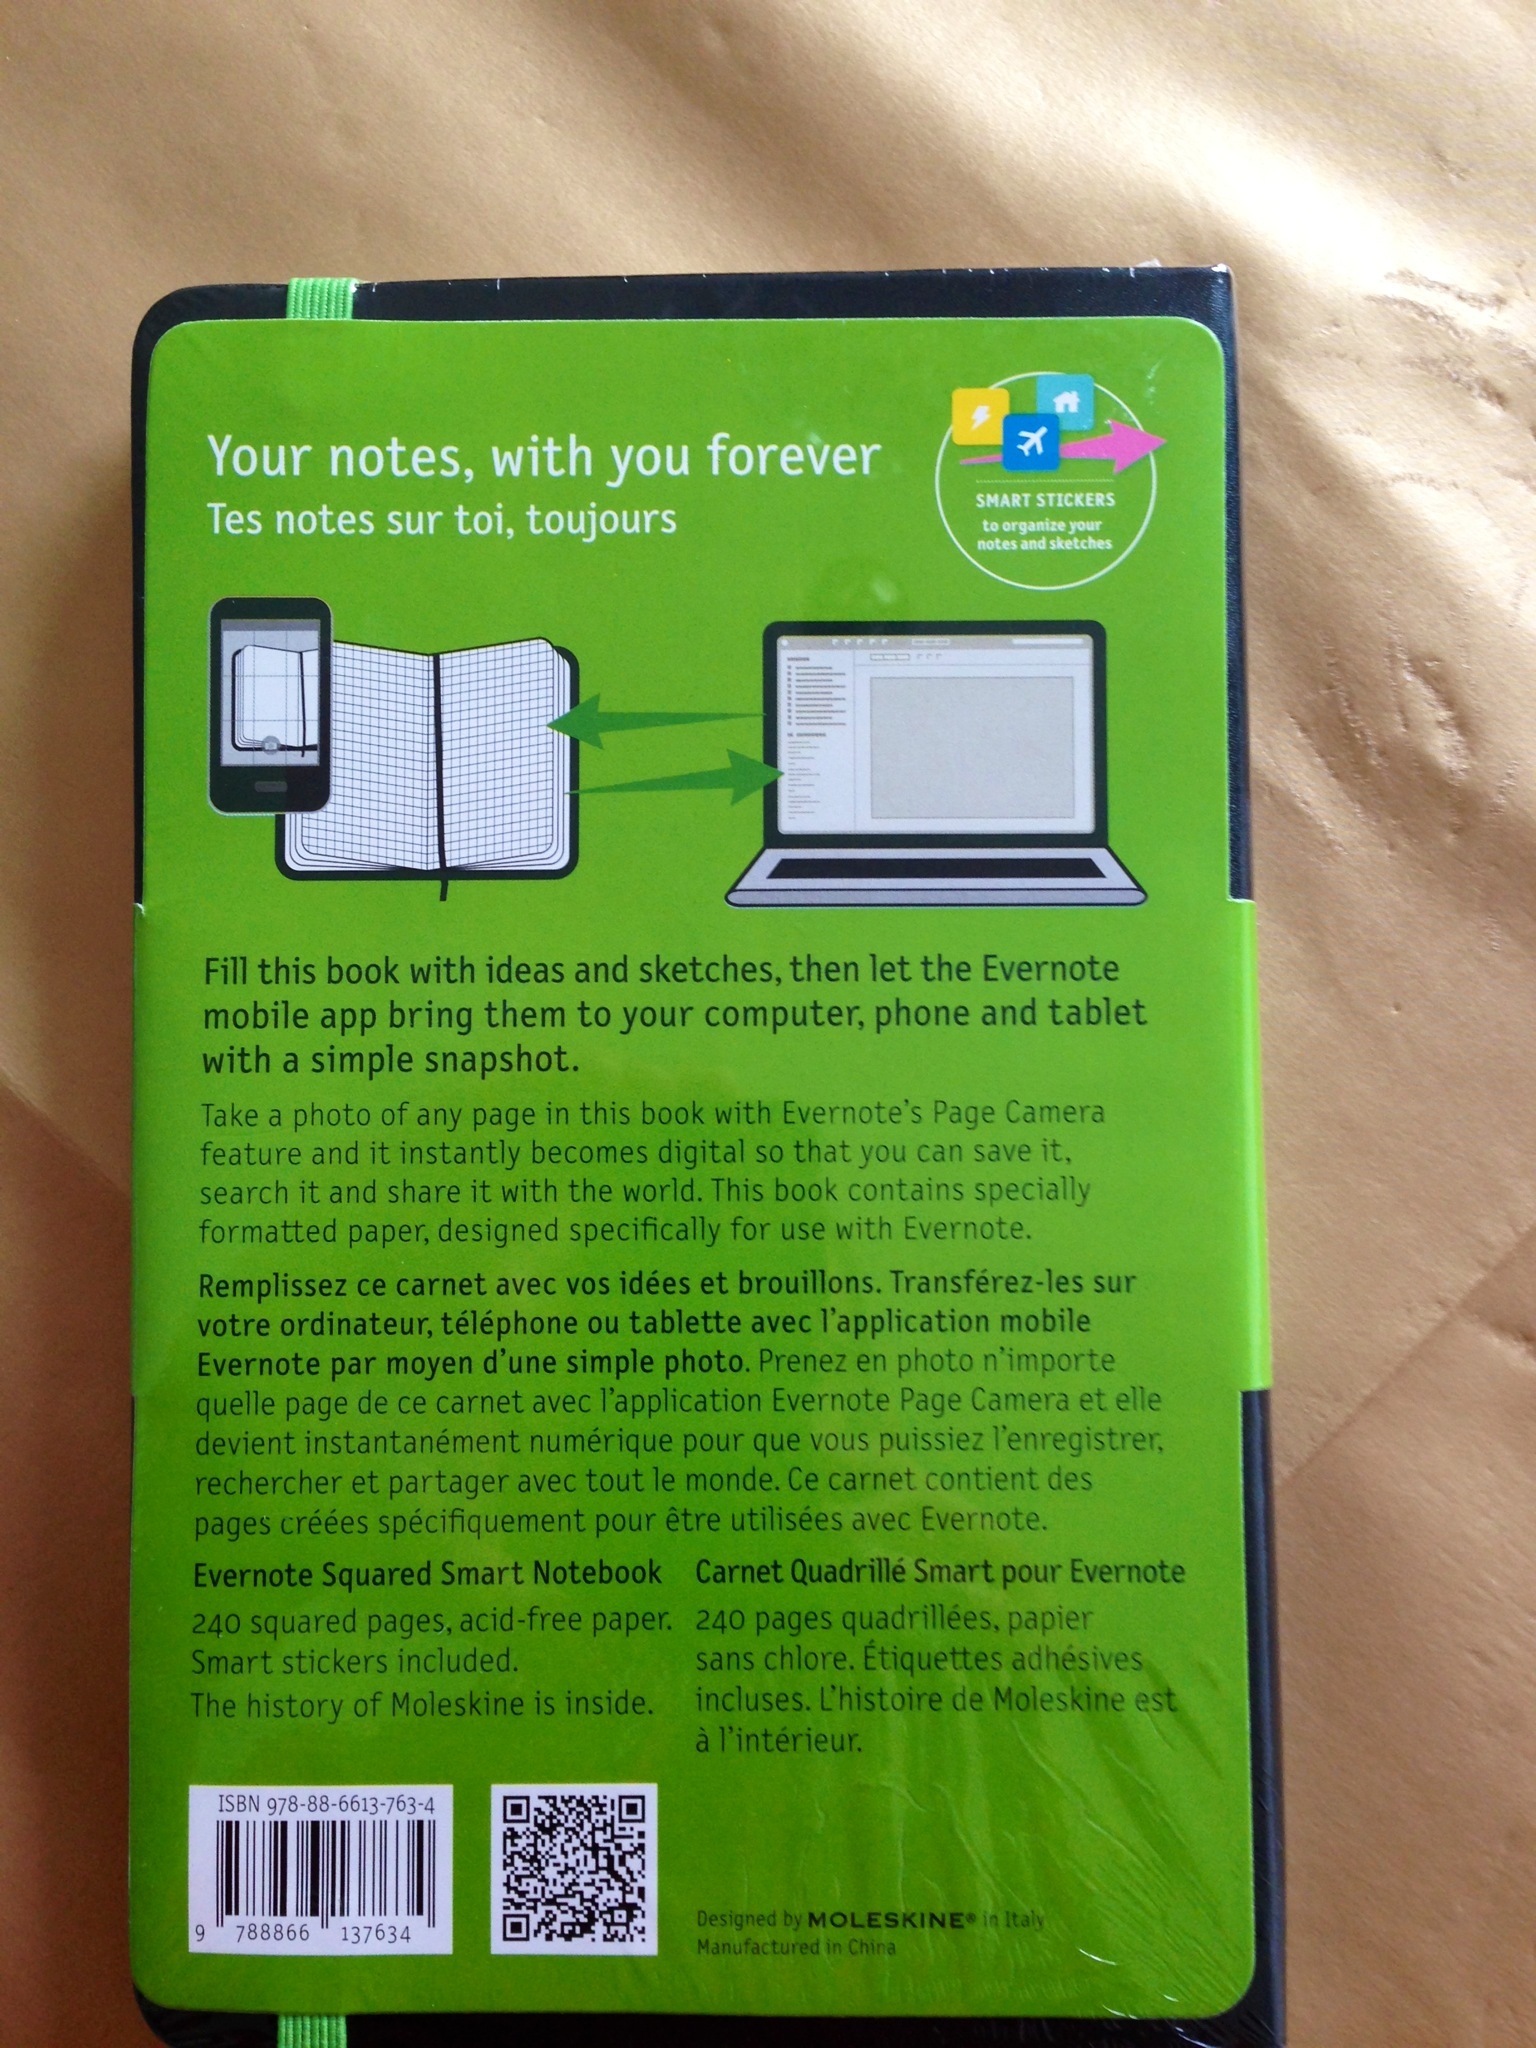 Your notes, with you forever
Tes notes sur toi, toujours
SMART STICKERS
to organize your
notes and sketches
Fill this book with ideas and sketches, then let the Evernote
mobile app bring them to your computer, phone and tablet
with a simple snapshot.
Take a photo of any page in this book with Evernote's Page Camera
feature and it instantly becomes digital so that you can save it,
search it and share it with the world. This book contains specially
formatted paper, designed specifically for use with Evernote.
Remplissez ce carnet avec vos idées et brouillons. Transférez-les sur
votre ordinateur, téléphone ou tablette avec l'application mobile
Evernote par moyen d'une simple photo. Prenez en photo n'importe
quelle page de ce carnet avec l'application Evernote Page Camera et elle
devient instantanément numérique pour que vous puissiez l'enregistrer,
rechercher et partager avec tout le monde. Ce carnet contient des
pages créées spécifiquement pour être utilisées avec Evernote.
Evernote Squared Smart Notebook
240 squared pages, acid-free paper.
Smart stickers included.
The history of Moleskine is inside.
Carnet Quadrillé Smart pour Evernote
240 pages quadrillées, papier
sans chlore. Étiquettes adhésives
incluses. L'histoire de Moleskine est
à l'intérieur.
ISBN 978-88-6613-763-4
9 788866 137634
Designed by MOLESKINE® in Italy
Manufactured in China